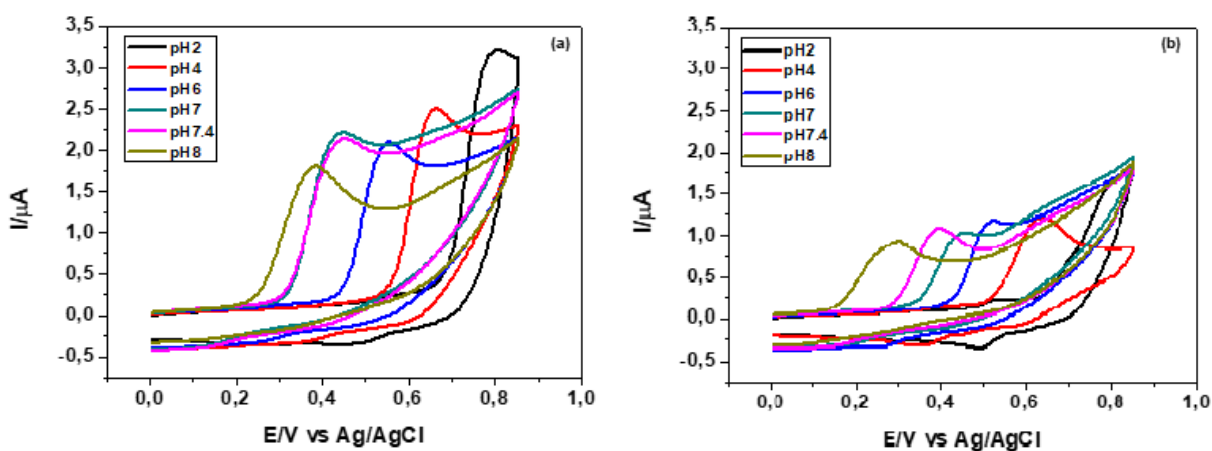 3,5
3,0
2,5
2,0
1,5
1,0
0,5
0,0
-0,5
I/µA
pH2
pH4
pH6
pH7
pH7.4
pH8
(a)
0,0 0,2 0,4 0,6 0,8 1,0
E/V vs Ag/AgCl
3,5
3,0
2,5
2,0
1,5
1,0
0,5
0,0
-0,5
I/µA
pH2
pH4
pH6
pH7
pH7.4
pH8
(b)
0,0 0,2 0,4 0,6 0,8 1,0
E/V vs Ag/AgCl